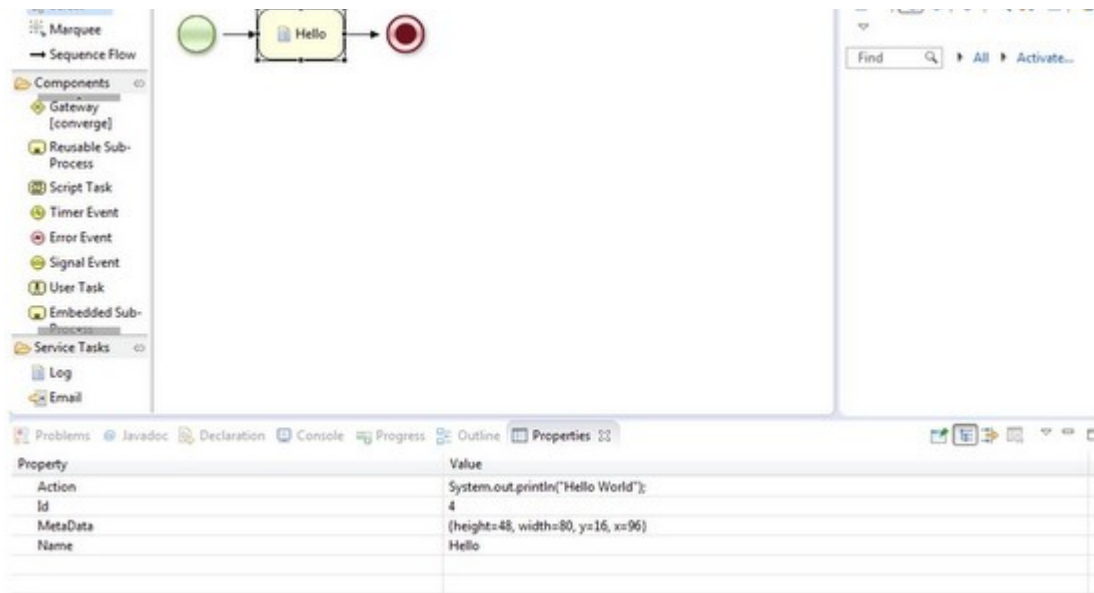 Marquee
Sequence Flow
Components
Gateway
[converge]
Reusable Sub-
Process
Script Task
Timer Event
Error Event
Signal Event
User Task
Embedded Sub-
Process
Service Tasks
Log
Email
Hello
Find All Activate...
Problems @ Javadoc Declaration Console Progress Outline Properties
Property Value
Action System.out.println("Hello World");
Id 4
MetaData {height=48, width=80, y=16, x=96}
Name Hello